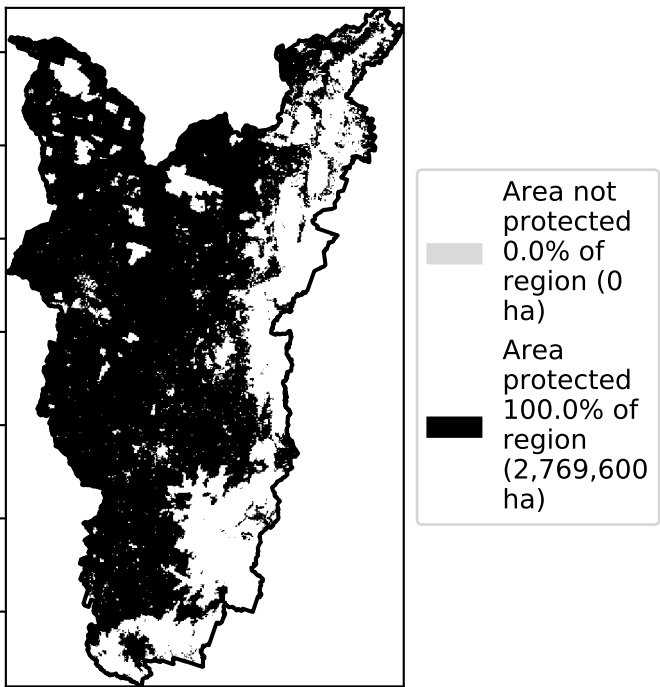 Area not
protected
0.0% of
region (0
ha)
Area
protected
100.0% of
region
(2,769,600
ha)